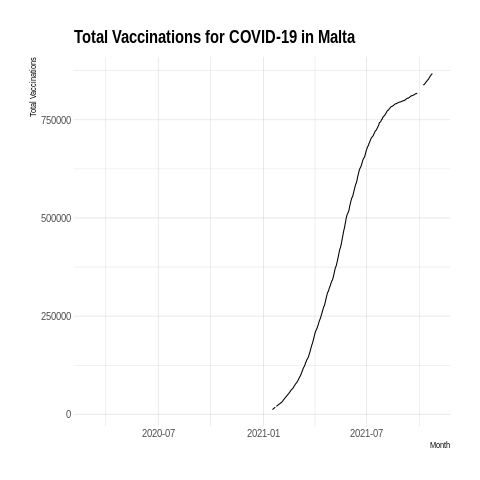 Total Vaccinations for COVID-19 in Malta
Total Vaccinations
750000
500000
250000
0
2020-07 2021-01 2021-07
Month